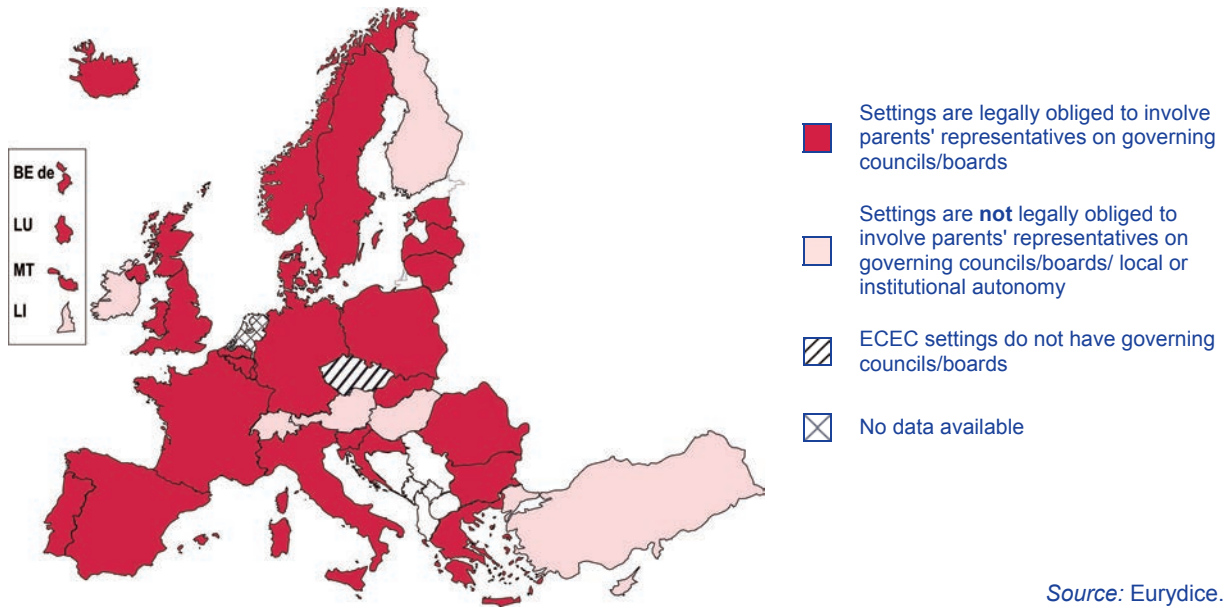 BE de
LU
MT
LI
Settings are legally obliged to involve
parents' representatives on governing
councils/boards
Settings are not legally obliged to
involve parents' representatives on
governing councils/boards/ local or
institutional autonomy
ECEC settings do not have governing
councils/boards
No data available
Source: Eurydice.